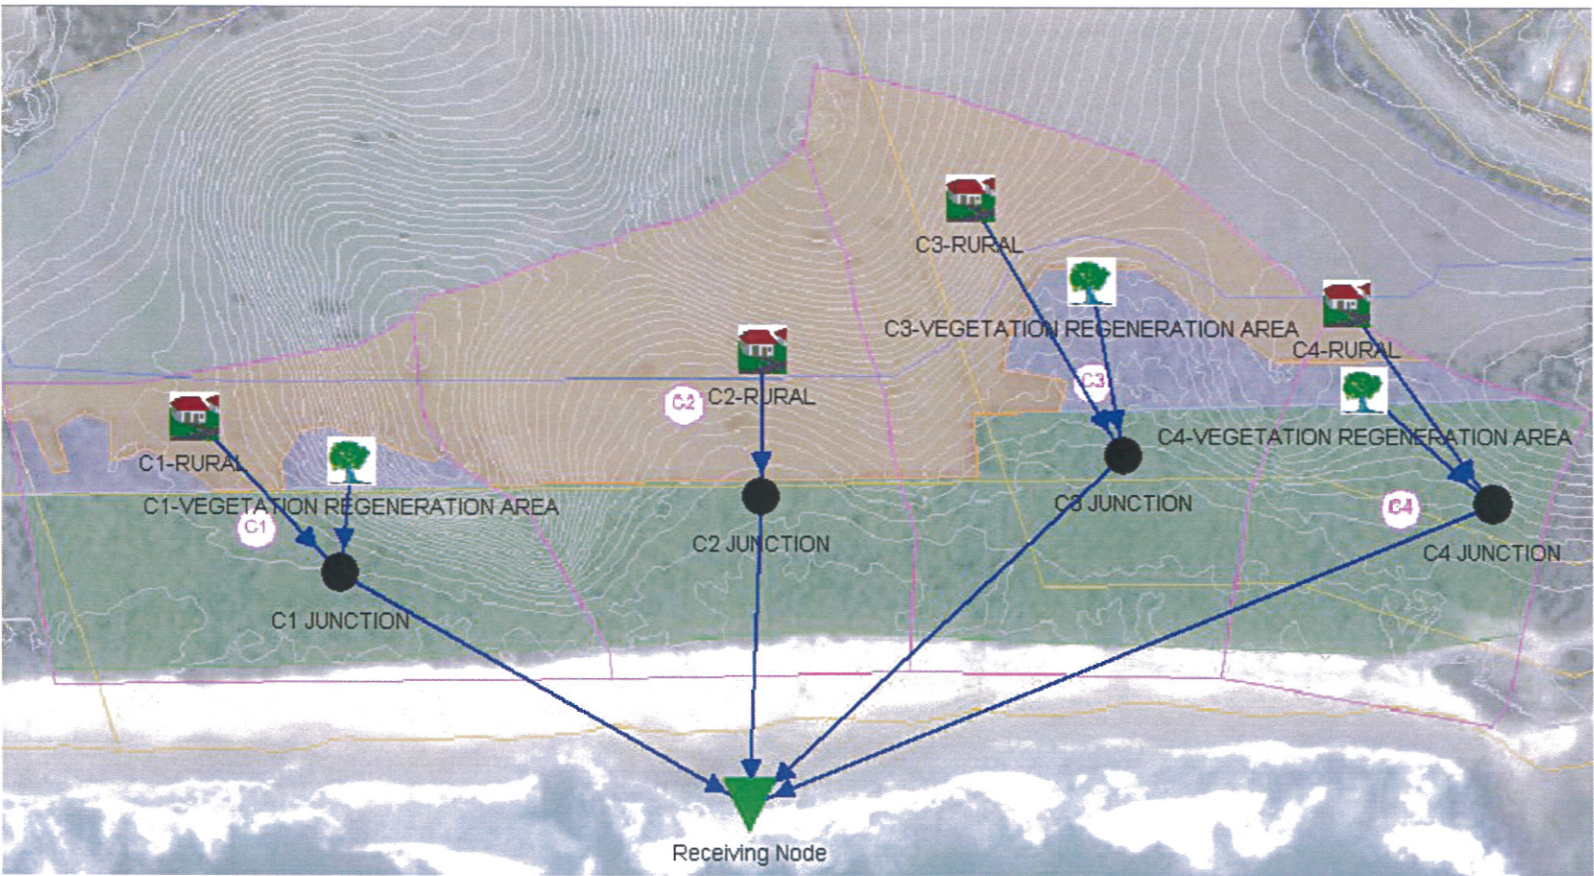 C3-RURAL
C3-VEGETATION REGENERATION AREA
C4-RURAL
C3
C2
C2-RURAL
C4-VEGETATION REGENERATION AREA
C1-RURAL
C1-VEGETATION REGENERATION AREA
C3 JUNCTION
C4
C1
C2 JUNCTION
C4 JUNCTION
C1 JUNCTION
Receiving Node